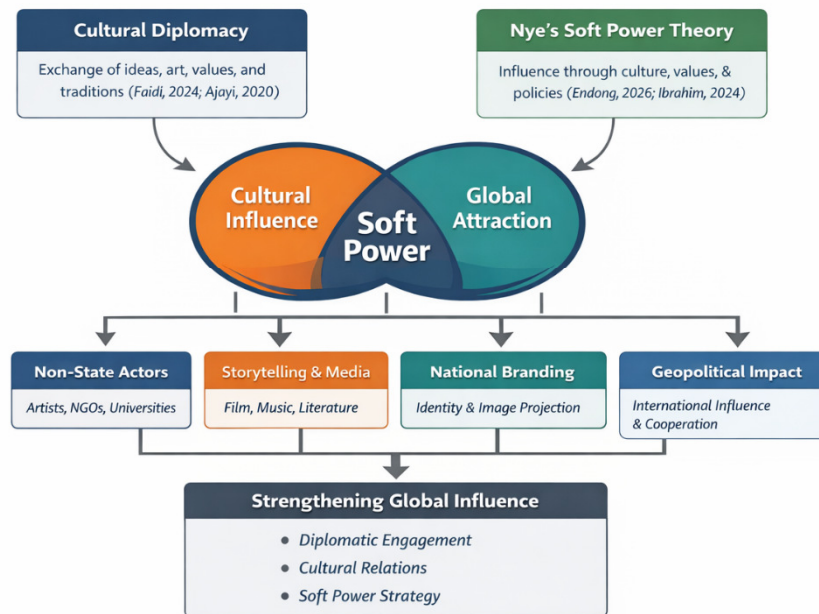 Cultural Diplomacy
Exchange of ideas, art, values, and
traditions (Faidi, 2024; Ajayi, 2020)
Nye's Soft Power Theory
Influence through culture, values, &
policies (Endong, 2026; Ibrahim, 2024)
Cultural
Influence
Soft
Power
Global
Attraction
Non-State Actors
Artists, NGOs, Universities
Storytelling & Media
Film, Music, Literature
National Branding
Identity & Image Projection
Geopolitical Impact
International Influence
& Cooperation
Strengthening Global Influence
• Diplomatic Engagement
• Cultural Relations
• Soft Power Strategy